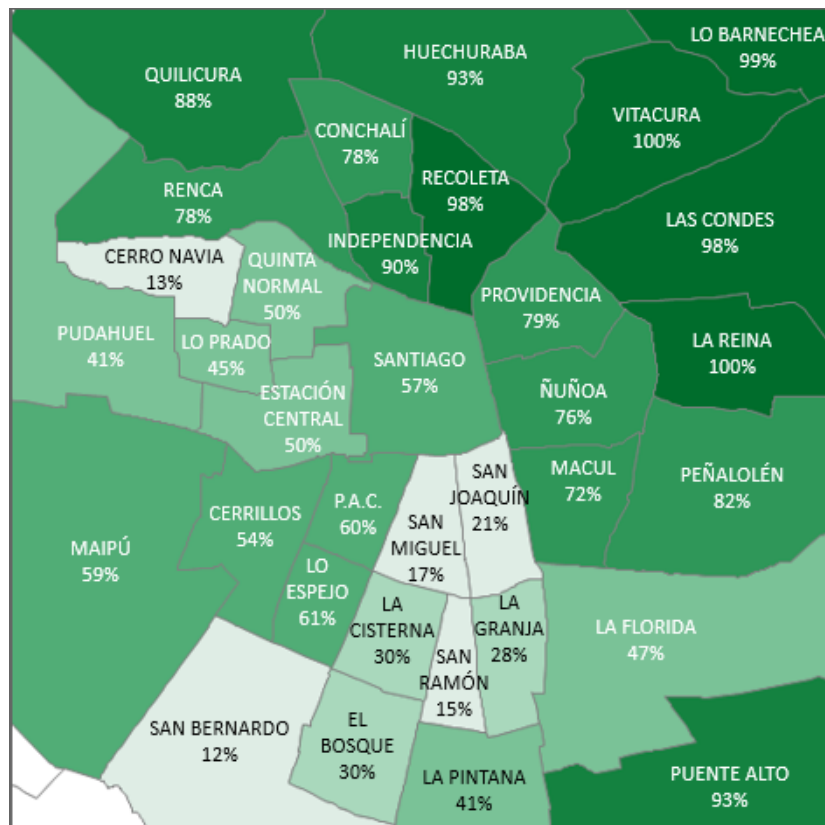 LO BARNECHEA
99%
HUECHURABA
93%
QUILICURA
88%
VITACURA
100%
CONCHALÍ
78%
RECOLETA
98%
RENCA
78%
LAS CONDES
98%
INDEPENDENCIA
90%
CERRO NAVIA
13%
QUINTA
NORMAL
50%
PROVIDENCIA
79%
PUDAHUEL
41%
LO PRADO
45%
SANTIAGO
57%
LA REINA
100%
ESTACIÓN
CENTRAL
50%
ÑUÑOA
76%
SAN
JOAQUÍN
21%
MACUL
72%
PEÑALOLÉN
82%
P.A.C.
60%
CERRILLOS
54%
SAN
MIGUEL
17%
MAIPÚ
59%
LO
ESPEJO
61%
LA
CISTERNA
30%
LA
GRANJA
28%
LA FLORIDA
47%
SAN
RAMÓN
15%
SAN BERNARDO
12%
EL
BOSQUE
30%
LA PINTANA
41%
PUENTE ALTO
93%